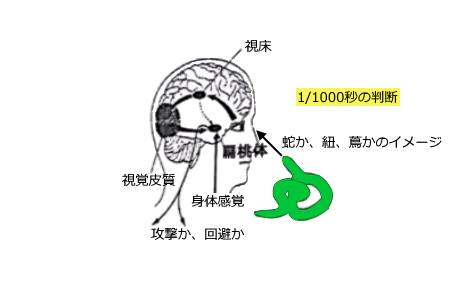 視床
1/1000秒の判断
蛇か、紐、蔦かのイメージ
扁桃体
視覚皮質
身体感覚
攻撃か、回避か